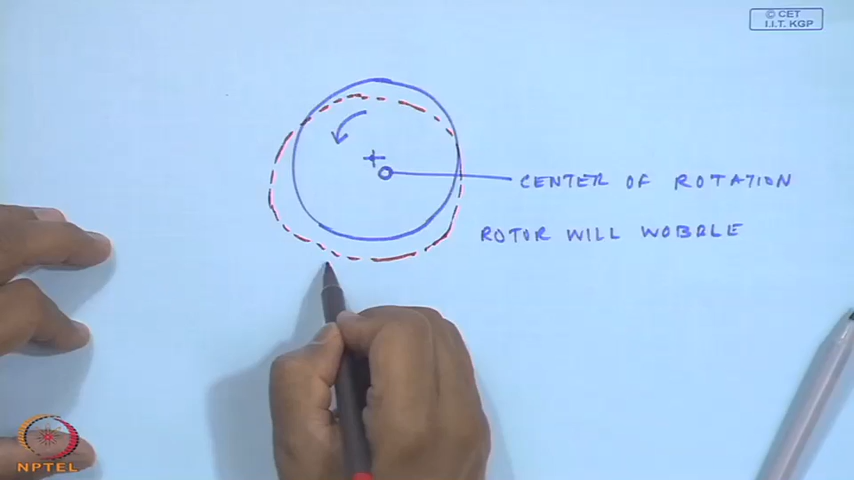 © CET
I.I.T. KGP
CENTER OF ROTATION
ROTOR WILL WOBBLE
NPTEL